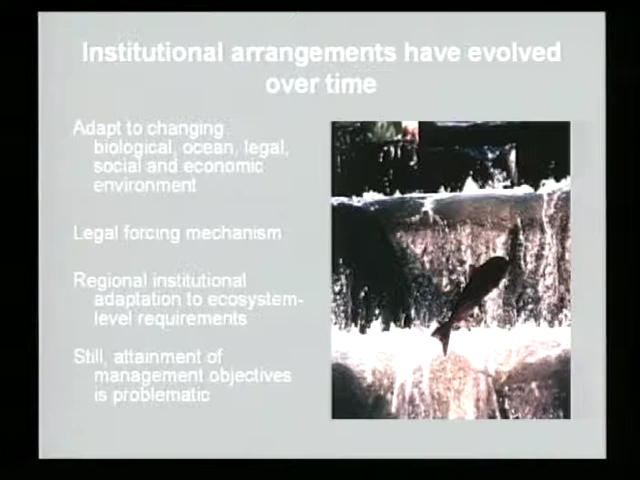 Institutional arrangements have evolved
over time
Adapt to changing
biological, ocean, legal,
social and economic
environment
Legal forcing mechanism
Regional institutional
adaptation to ecosystem-
level requirements
Still, attainment of
management objectives
is problematic